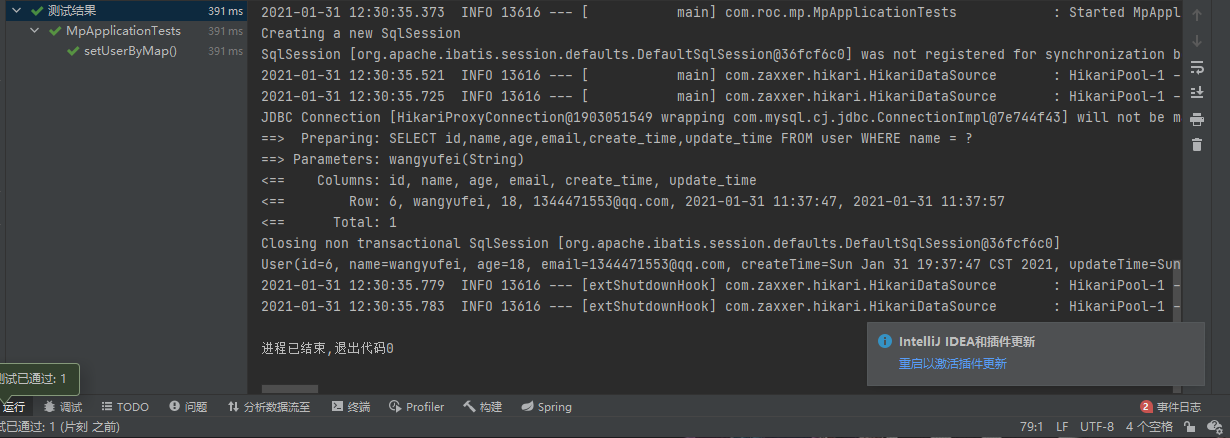 测试结果 391 ms
MpApplicationTests 391 ms
setUserByMap() 391 ms
2021-01-31 12:30:35.373  INFO 13616 --- [           main] com.roc.mp.MpApplicationTests            : Started MpAppl
Creating a new SqlSession
SqlSession [org.apache.ibatis.session.defaults.DefaultSqlSession@36fcf6c0] was not registered for synchronization b
2021-01-31 12:30:35.521  INFO 13616 --- [           main] com.zaxxer.hikari.HikariDataSource       : HikariPool-1 -
2021-01-31 12:30:35.725  INFO 13616 --- [           main] com.zaxxer.hikari.HikariDataSource       : HikariPool-1 -
JDBC Connection [HikariProxyConnection@1903051549 wrapping com.mysql.cj.jdbc.ConnectionImpl@7e744f43] will not be m
==>  Preparing: SELECT id,name,age,email,create_time,update_time FROM user WHERE name = ?
==> Parameters: wangyufei(String)
<==    Columns: id, name, age, email, create_time, update_time
<==        Row: 6, wangyufei, 18, 1344471553@qq.com, 2021-01-31 11:37:47, 2021-01-31 11:37:57
<==      Total: 1
Closing non transactional SqlSession [org.apache.ibatis.session.defaults.DefaultSqlSession@36fcf6c0]
User(id=6, name=wangyufei, age=18, email=1344471553@qq.com, createTime=Sun Jan 31 19:37:47 CST 2021, updateTime=Sun
2021-01-31 12:30:35.779  INFO 13616 --- [extShutdownHook] com.zaxxer.hikari.HikariDataSource       : HikariPool-1 -
2021-01-31 12:30:35.783  INFO 13616 --- [extShutdownHook] com.zaxxer.hikari.HikariDataSource       : HikariPool-1 -
进程已结束,退出代码0
IntelliJ IDEA和插件更新
重启以激活插件更新
测试已通过: 1
运行 调试 TODO 问题 分析数据流至 终端 Profiler 构建 Spring 2 事件日志
试已通过: 1 (片刻 之前) 79:1 LF UTF-8 4 个空格